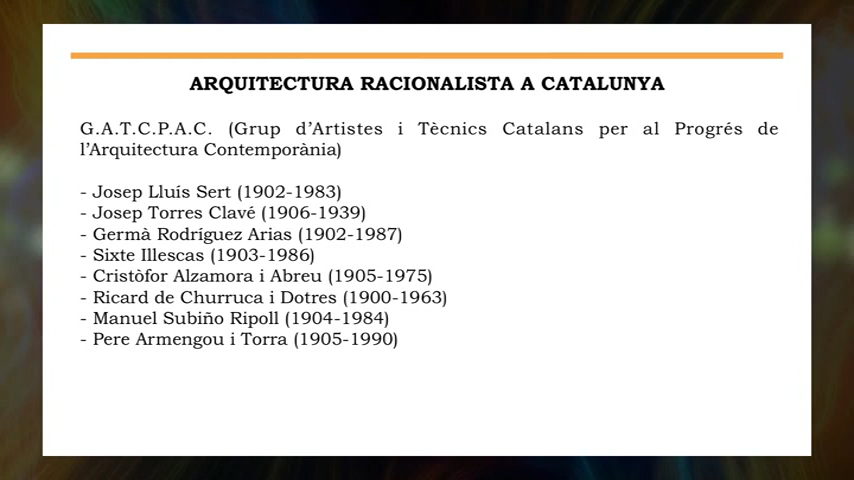 ARQUITECTURA RACIONALISTA A CATALUNYA
G.A.T.C.P.A.C. (Grup d’Artistes i Tècnics Catalans per al Progrés de
l’Arquitectura Contemporània)
- Josep Lluís Sert (1902-1983)
- Josep Torres Clavé (1906-1939)
- Germà Rodríguez Arias (1902-1987)
- Sixte Illescas (1903-1986)
- Cristòfor Alzamora i Abreu (1905-1975)
- Ricard de Churruca i Dotres (1900-1963)
- Manuel Subiño Ripoll (1904-1984)
- Pere Armengou i Torra (1905-1990)